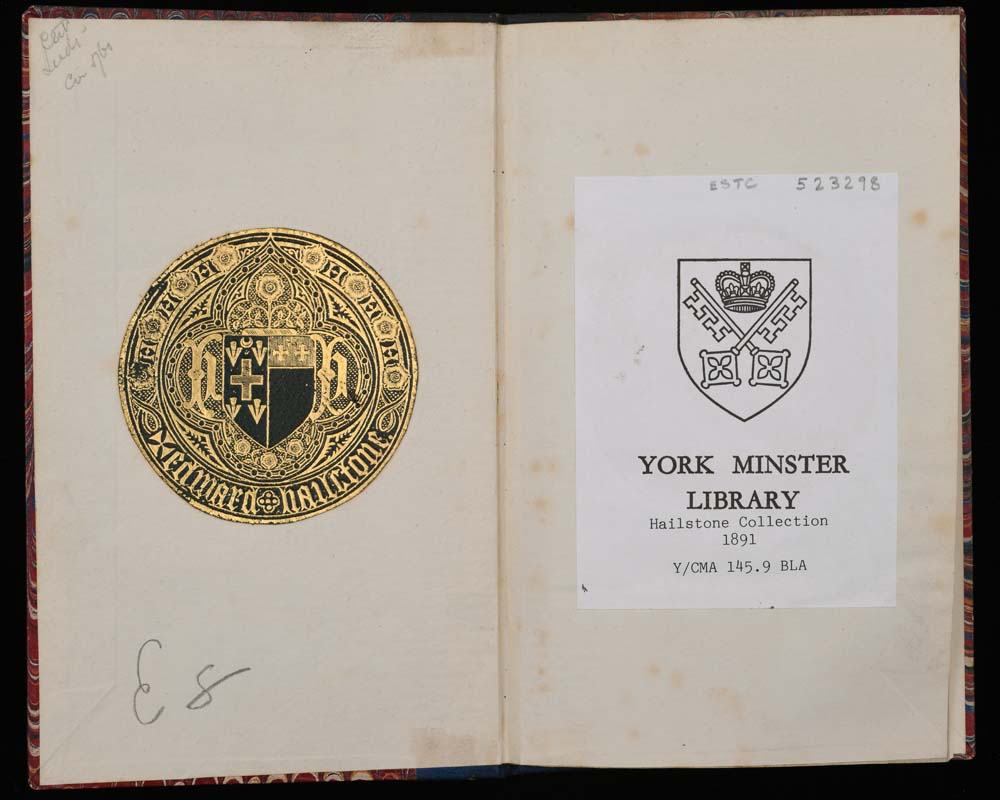 E H
Edward Hailstone
E 8
ESTC 523298
YORK MINSTER
LIBRARY
Hailstone Collection
1891
Y/CMA 145.9 BLA